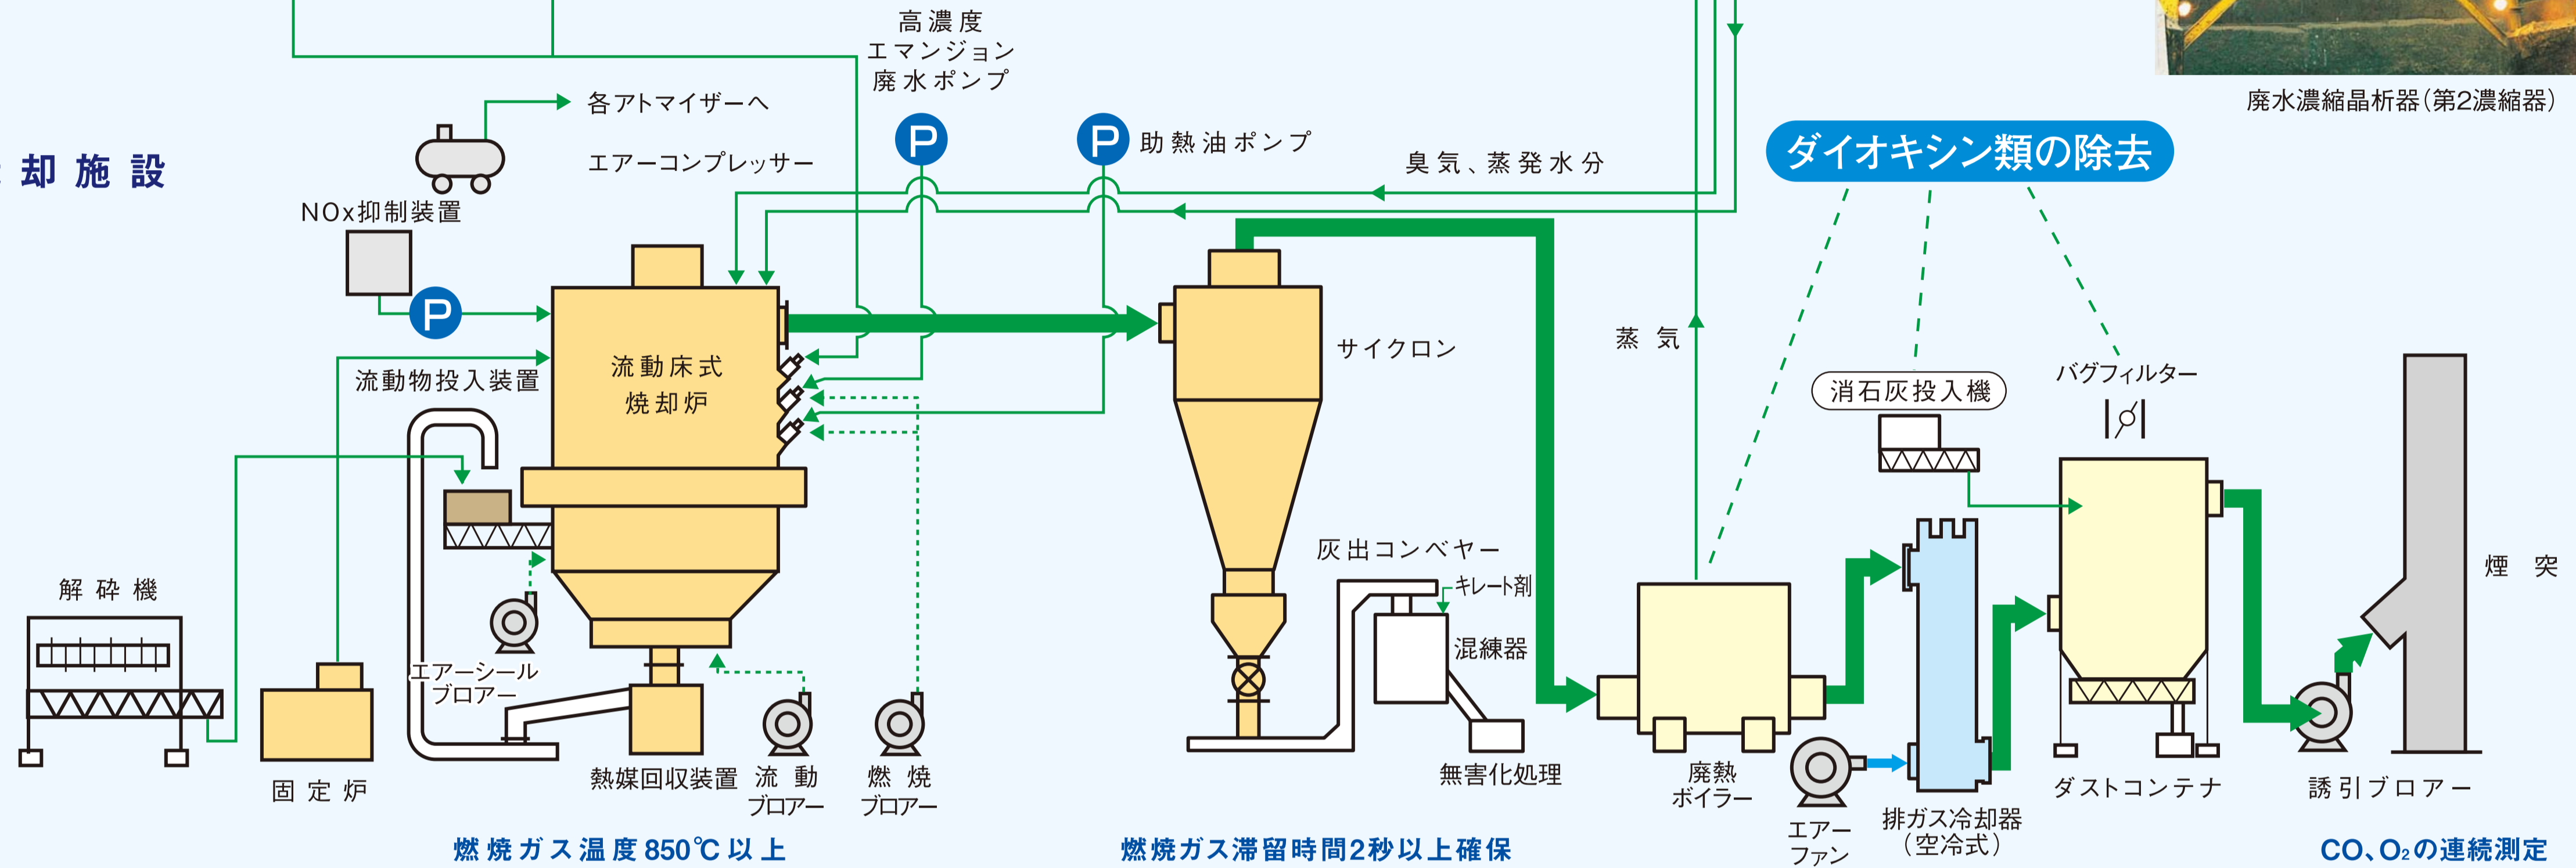 高濃度
エマンジョン
廃水ポンプ
各アトマイザーへ
エアーコンプレッサー
P
P
助熱油ポンプ
臭気、蒸発水分
廃水濃縮晶析器(第2濃縮器)
ダイオキシン類の除去
却施設
NOx抑制装置
P
流動物投入装置
流動床式
焼却炉
サイクロン
蒸気
消石灰投入機
バグフィルター
灰出コンベヤー
キレート剤
混練器
煙突
解砕機
エアーシール
ブロアー
固定炉
熱媒回収装置
流動
ブロアー
燃焼
ブロアー
無害化処理
廃熱
ボイラー
エアー
ファン
排ガス冷却器
(空冷式)
ダストコンテナ
誘引ブロアー
燃焼ガス温度850℃以上
燃焼ガス滞留時間2秒以上確保
CO、O₂の連続測定